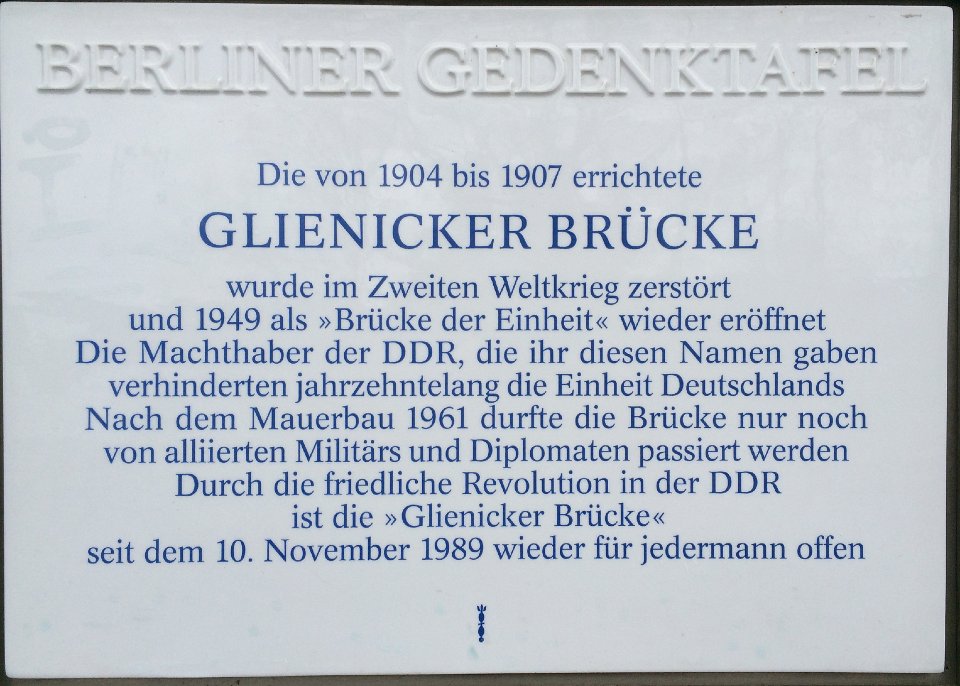 BERLINER GEDENKTAFEL
Die von 1904 bis 1907 errichtete
GLIENICKER BRÜCKE
wurde im Zweiten Weltkrieg zerstört
und 1949 als »Brücke der Einheit« wieder eröffnet
Die Machthaber der DDR, die ihr diesen Namen gaben
verhinderten jahrzehntelang die Einheit Deutschlands
Nach dem Mauerbau 1961 durfte die Brücke nur noch
von alliierten Militärs und Diplomaten passiert werden
Durch die friedliche Revolution in der DDR
ist die »Glienicker Brücke«
seit dem 10. November 1989 wieder für jedermann offen